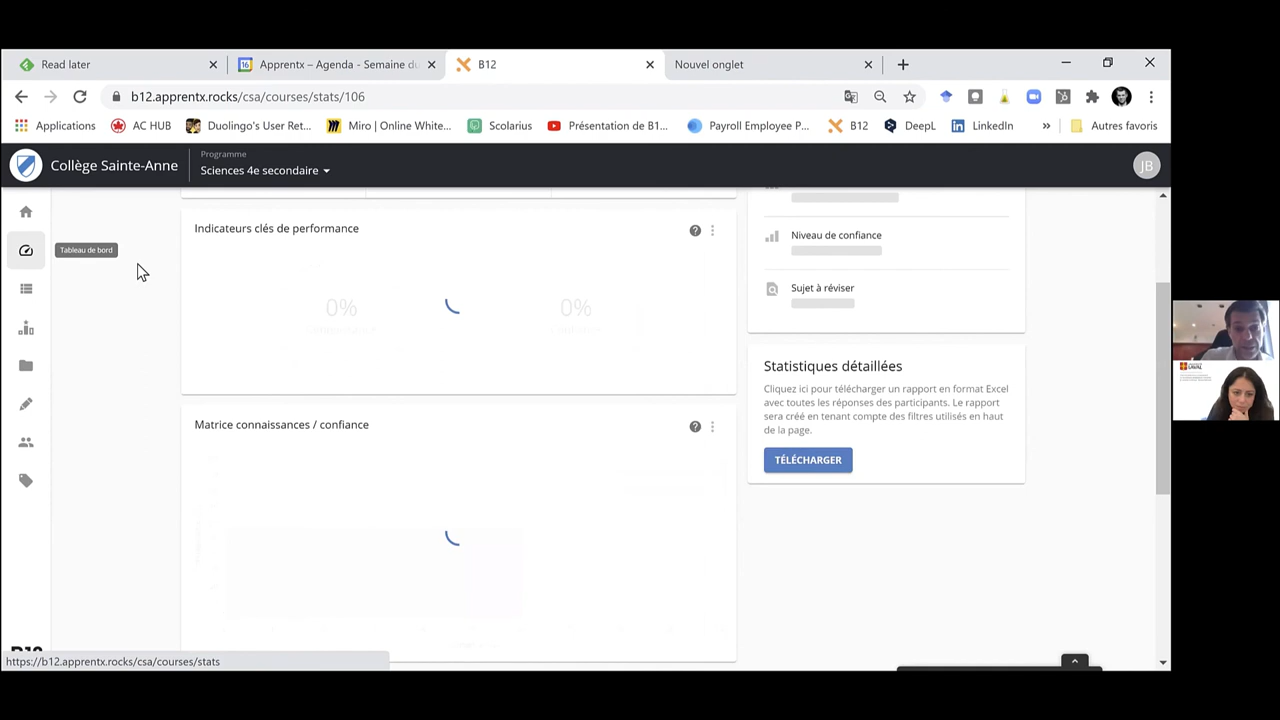 Read later
16
Apprentx – Agenda - Semaine du
B12
Nouvel onglet
b12.apprentx.rocks/csa/courses/stats/106
Applications
AC HUB
Duolingo's User Ret...
Miro | Online White...
Scolarius
Présentation de B1...
Payroll Employee P...
B12
DeepL
LinkedIn
Autres favoris
Collège Sainte-Anne
Programme
Sciences 4e secondaire
JB
Tableau de bord
Indicateurs clés de performance
0%
0%
Matrice connaissances / confiance
Niveau de confiance
Sujet à réviser
Statistiques détaillées
Cliquez ici pour télécharger un rapport en format Excel
avec toutes les réponses des participants. Le rapport
sera créé en tenant compte des filtres utilisés en haut
de la page.
TÉLÉCHARGER
https://b12.apprentx.rocks/csa/courses/stats
LAVAL